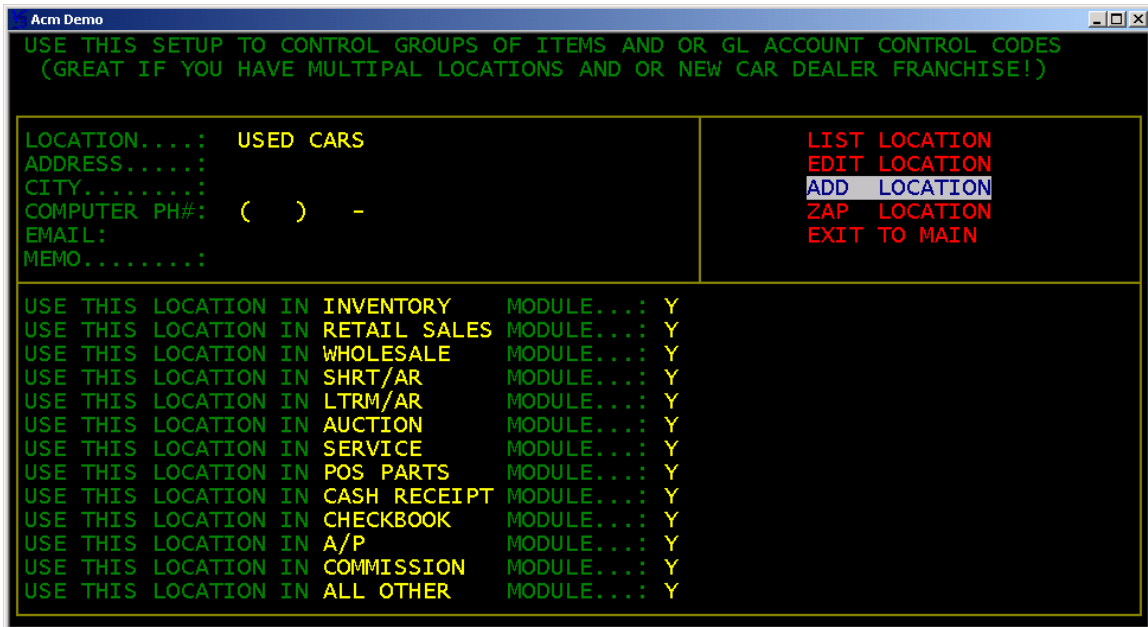 Acm Demo
USE THIS SETUP TO CONTROL GROUPS OF ITEMS AND OR GL ACCOUNT CONTROL CODES
(GREAT IF YOU HAVE MULTIPAL LOCATIONS AND OR NEW CAR DEALER FRANCHISE!)
LOCATION....: USED CARS
ADDRESS.....:
CITY........:
COMPUTER PH#: (   )   -
EMAIL:
MEMO........:
LIST LOCATION
EDIT LOCATION
ADD LOCATION
ZAP LOCATION
EXIT TO MAIN
USE THIS LOCATION IN INVENTORY MODULE...: Y
USE THIS LOCATION IN RETAIL SALES MODULE...: Y
USE THIS LOCATION IN WHOLESALE MODULE...: Y
USE THIS LOCATION IN SHRT/AR MODULE...: Y
USE THIS LOCATION IN LTRM/AR MODULE...: Y
USE THIS LOCATION IN AUCTION MODULE...: Y
USE THIS LOCATION IN SERVICE MODULE...: Y
USE THIS LOCATION IN POS PARTS MODULE...: Y
USE THIS LOCATION IN CASH RECEIPT MODULE...: Y
USE THIS LOCATION IN CHECKBOOK MODULE...: Y
USE THIS LOCATION IN A/P MODULE...: Y
USE THIS LOCATION IN COMMISSION MODULE...: Y
USE THIS LOCATION IN ALL OTHER MODULE...: Y